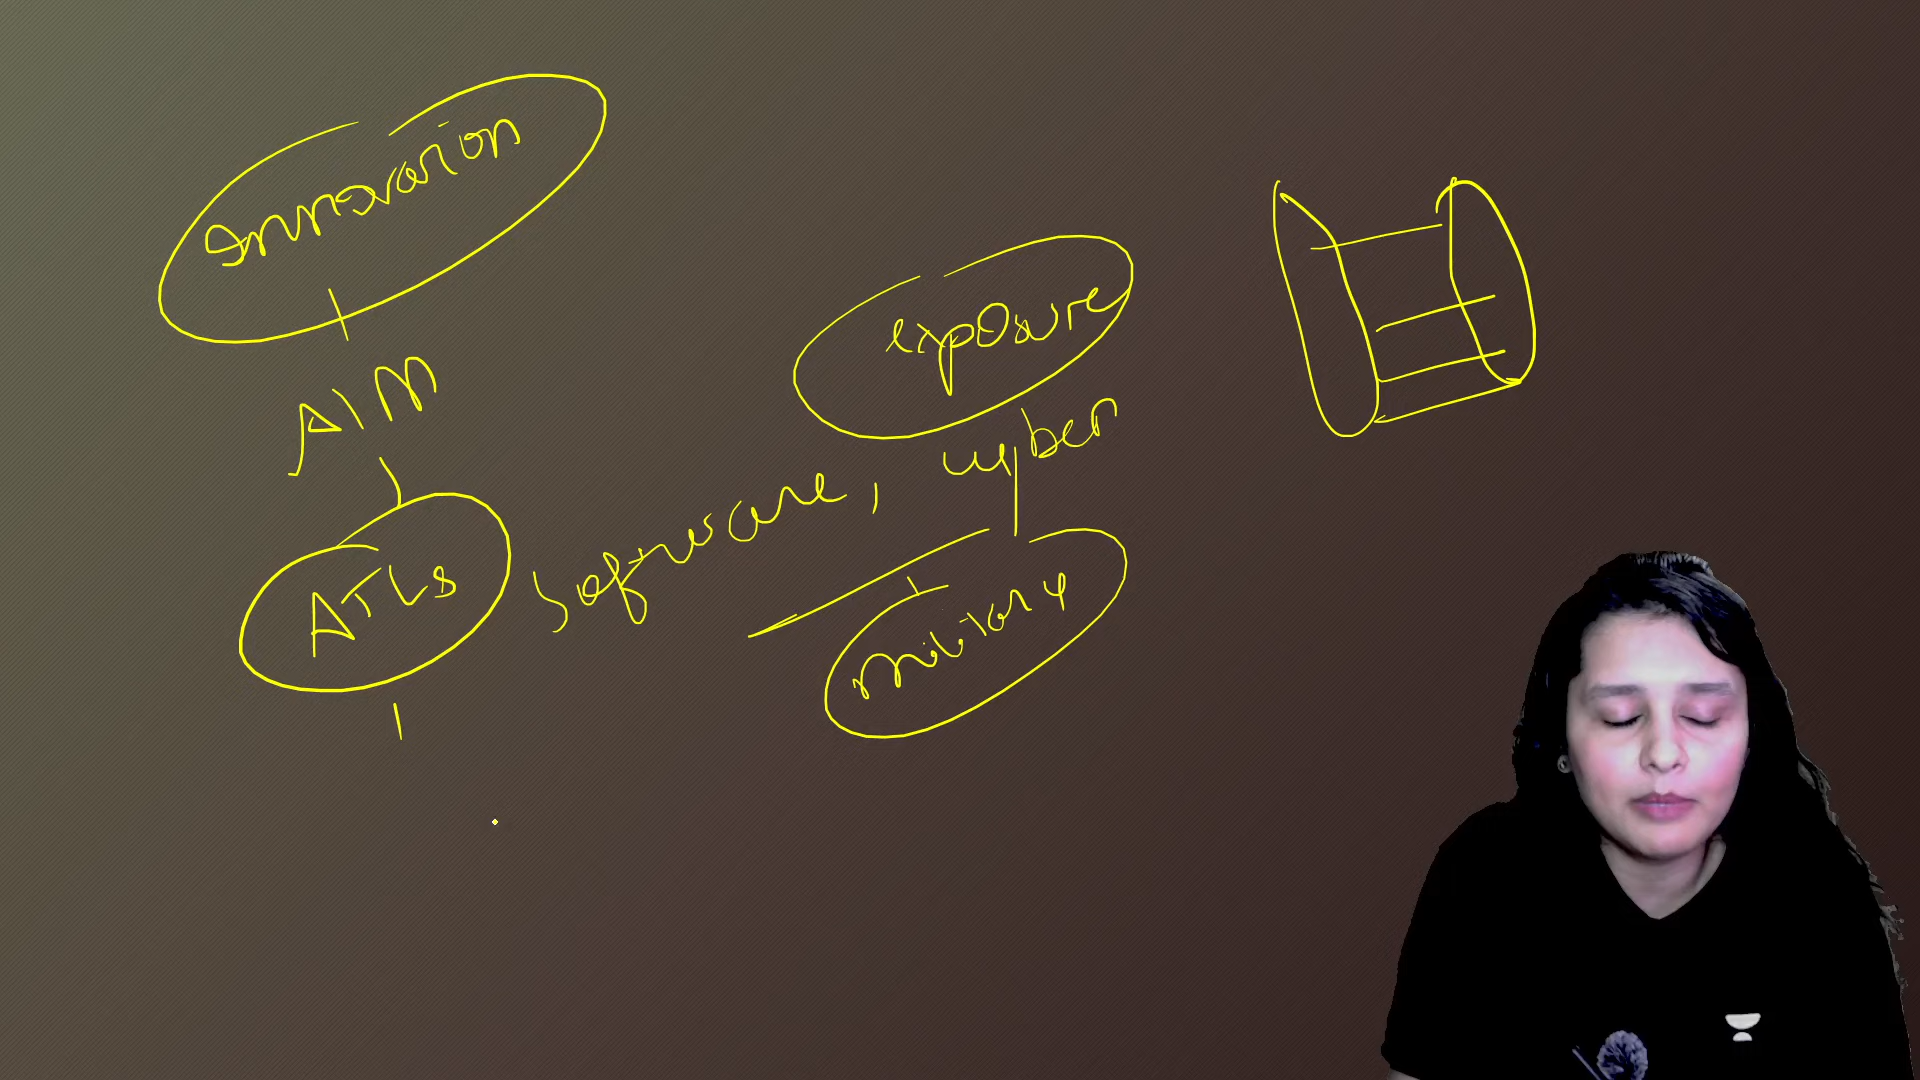 Innovation
AIM
ATLs
exposure
software, cyber
military